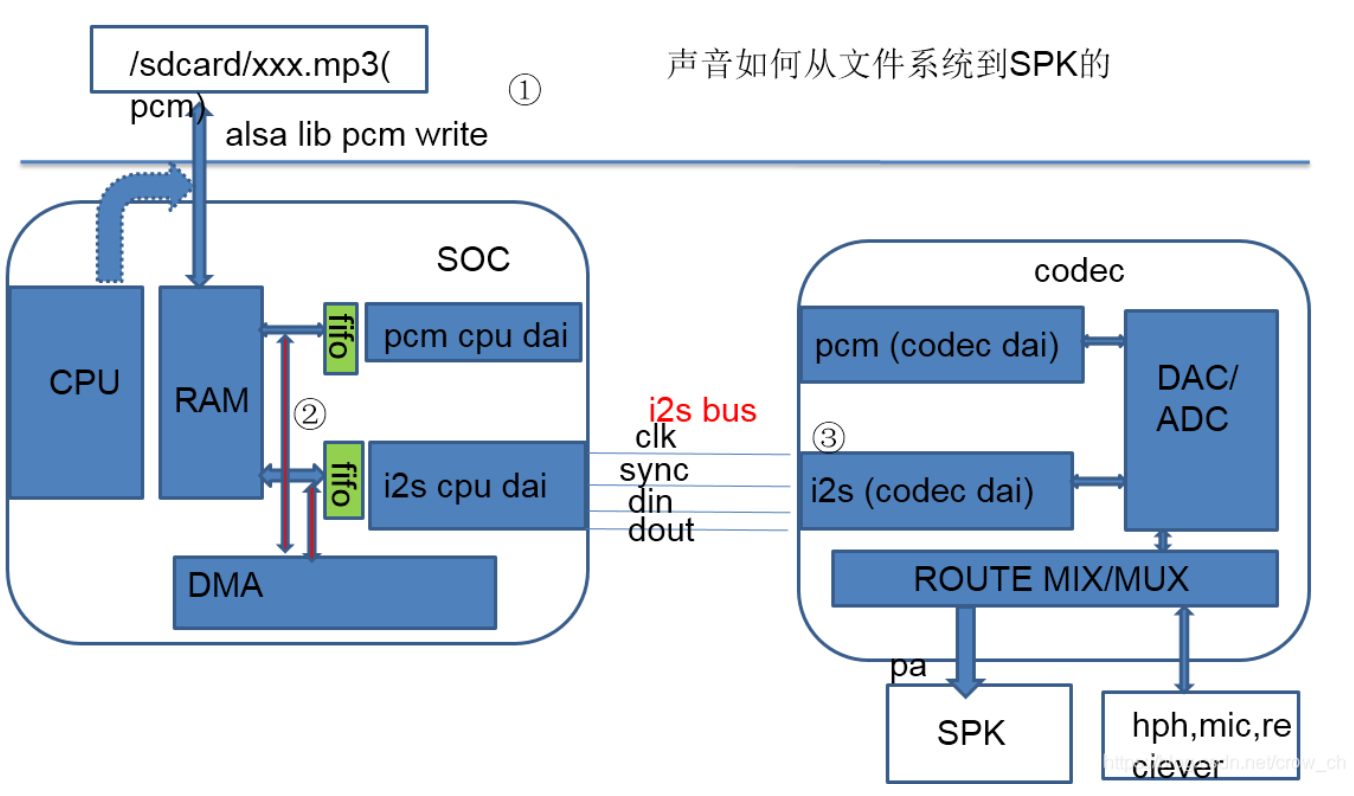 /sdcard/xxx.mp3(
pcm)
①
声音如何从文件系统到SPK的
alsa lib pcm write
SOC
CPU
RAM
fifo
pcm cpu dai
②
fifo
i2s cpu dai
DMA
i2s bus
clk
sync
din
dout
codec
pcm (codec dai)
DAC/
ADC
③
i2s (codec dai)
ROUTE MIX/MUX
pa
SPK
hph,mic,re
ciever
https://blog.csdn.net/crow_ch